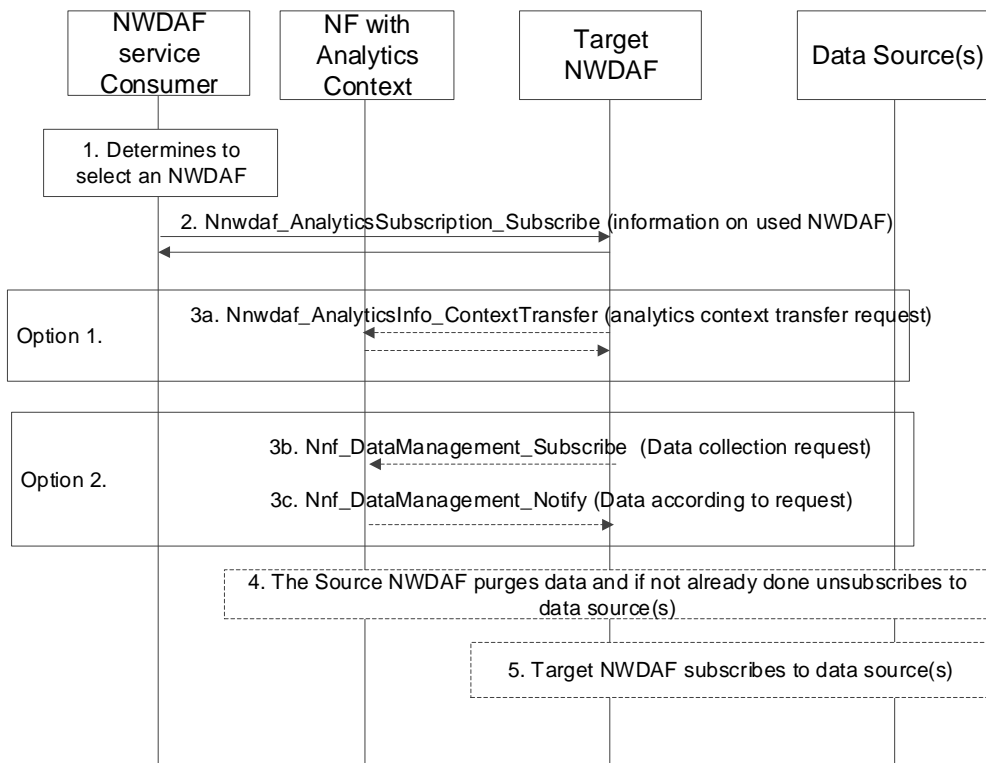 NWDAF
service
Consumer
NF with
Analytics
Context
Target
NWDAF
Data Source(s)
1. Determines to
select an NWDAF
2. Nnwdaf_AnalyticsSubscription_Subscribe (information on used NWDAF)
Option 1.
3a. Nnwdaf_AnalyticsInfo_ContextTransfer (analytics context transfer request)
Option 2.
3b. Nnf_DataManagement_Subscribe (Data collection request)
3c. Nnf_DataManagement_Notify (Data according to request)
4. The Source NWDAF purges data and if not already done unsubscribes to
data source(s)
5. Target NWDAF subscribes to data source(s)